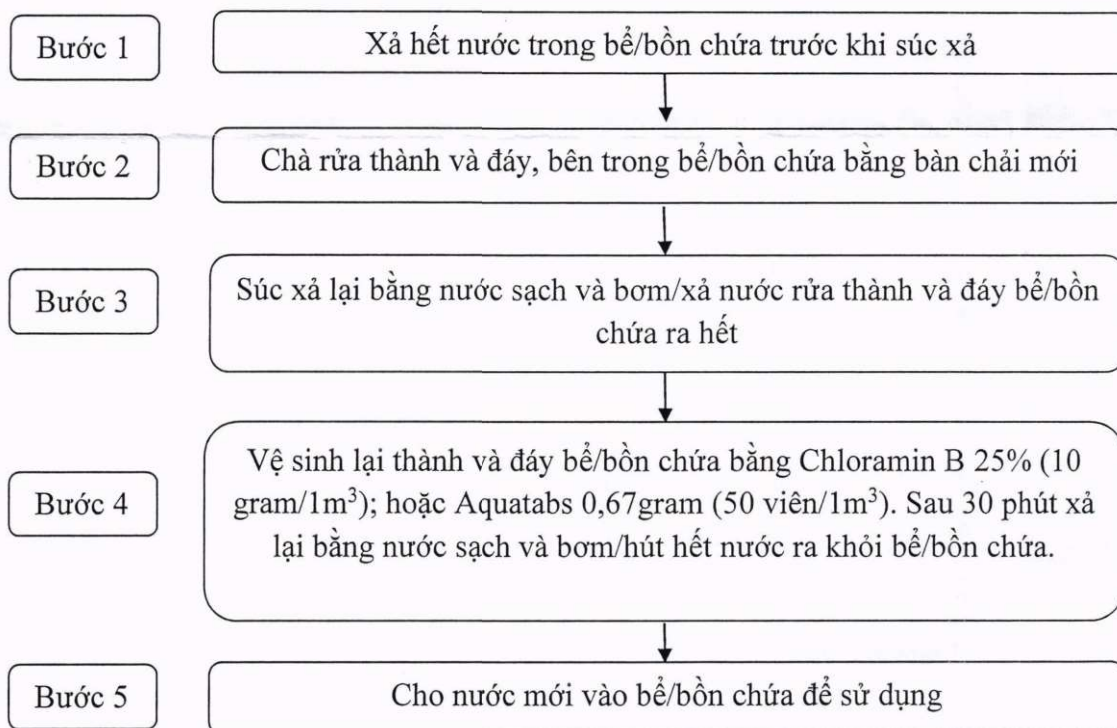 Bước 1
Xả hết nước trong bể/bồn chứa trước khi súc xả
Bước 2
Chà rửa thành và đáy, bên trong bể/bồn chứa bằng bàn chải mới
Bước 3
Súc xả lại bằng nước sạch và bơm/xả nước rửa thành và đáy bể/bồn
chứa ra hết
Bước 4
Vệ sinh lại thành và đáy bể/bồn chứa bằng Chloramin B 25% (10
gram/1m³); hoặc Aquatabs 0,67gram (50 viên/1m³). Sau 30 phút xả
lại bằng nước sạch và bơm/hút hết nước ra khỏi bể/bồn chứa.
Bước 5
Cho nước mới vào bể/bồn chứa để sử dụng